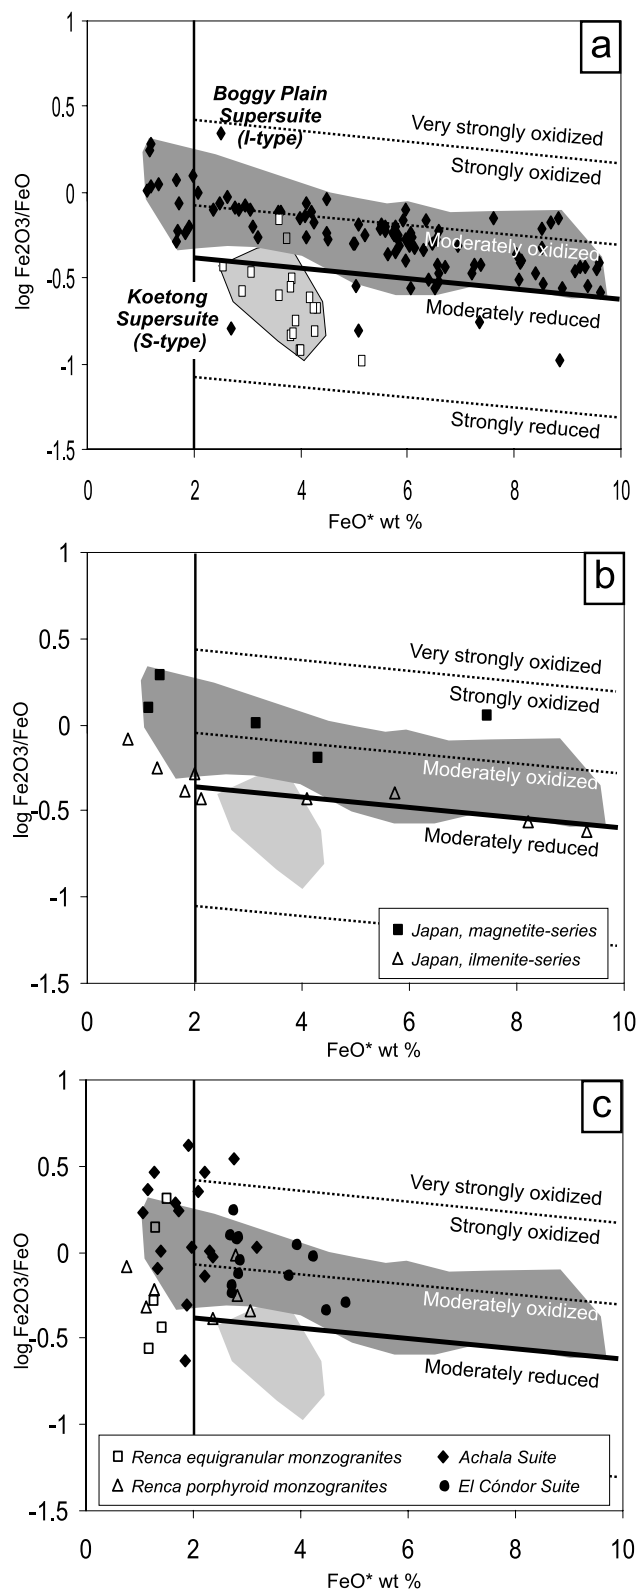 1
a
Boggy Plain
Supersuite
(I-type)
0.5
Very strongly oxidized
Strongly oxidized
0
log Fe2O3/FeO
Moderately oxidized
-0.5
Koetong
Supersuite
(S-type)
Moderately reduced
-1
Strongly reduced
-1.5
0 2 4 6 8 10
FeO* wt %
1
b
0.5
Very strongly oxidized
Strongly oxidized
0
log Fe2O3/FeO
Moderately oxidized
-0.5
Moderately reduced
-1
Japan, magnetite-series
Japan, ilmenite-series
-1.5
0 2 4 6 8 10
FeO* wt %
1
c
0.5
Very strongly oxidized
Strongly oxidized
0
log Fe2O3/FeO
Moderately oxidized
-0.5
Moderately reduced
-1
Renca equigranular monzogranites Achala Suite
Renca porphyroid monzogranites El Cóndor Suite
-1.5
0 2 4 6 8 10
FeO* wt %